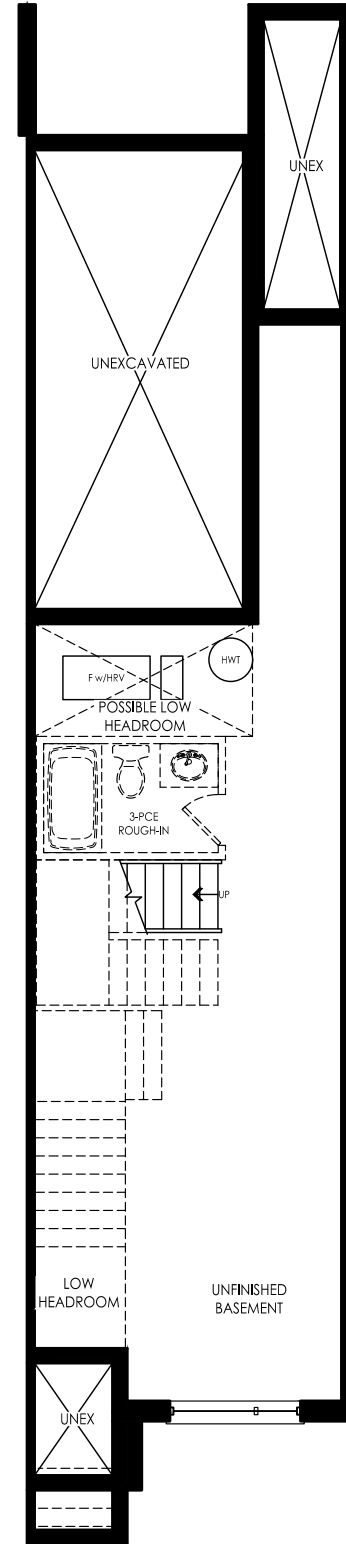 UNEX
UNEXCAVATED
HWT
F w/HRV
POSSIBLE LOW
HEADROOM
3-PCE
ROUGH-IN
UP
LOW
HEADROOM
UNFINISHED
BASEMENT
UNEX